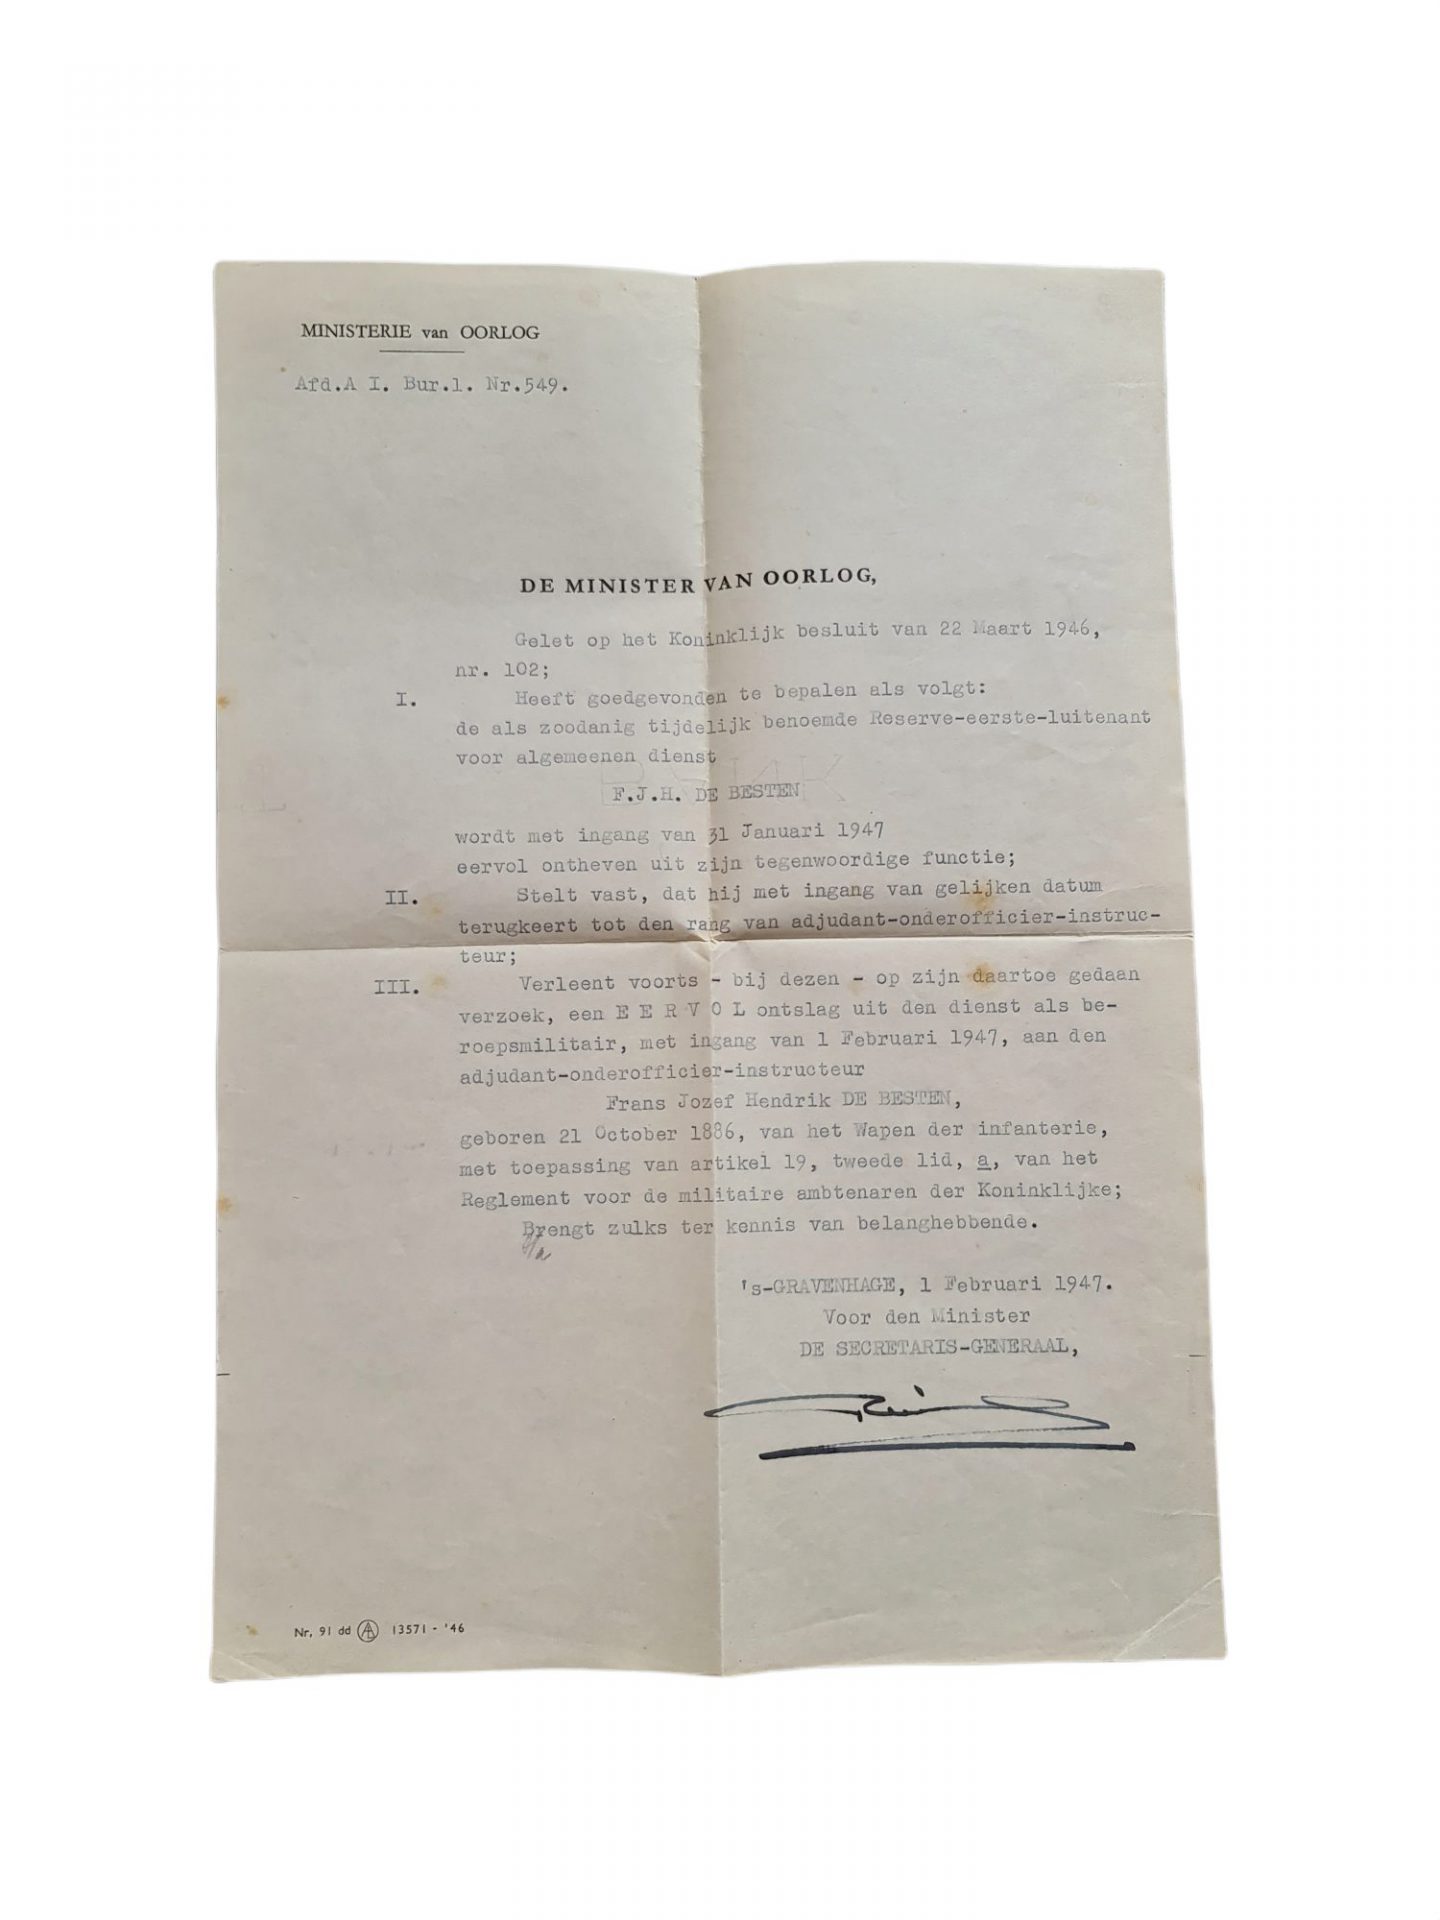 MINISTERIE van OORLOG
Afd.A I. Bur.1. Nr.549.
DE MINISTER VAN OORLOG,
Gelet op het Koninklijk besluit van 22 Maart 1946,
nr. 102;
I. Heeft goedgevonden te bepalen als volgt:
de als zoodanig tijdelijk benoemde Reserve-eerste-luitenant
voor algemeenen dienst
F.J.H. DE BESTEN
wordt met ingang van 31 Januari 1947
eervol ontheven uit zijn tegenwoordige functie;
II. Stelt vast, dat hij met ingang van gelijken datum
terugkeert tot den rang van adjudant-onderofficier-instruc-
teur;
III. Verleent voorts - bij dezen - op zijn daartoe gedaan
verzoek, een E E R V O L ontslag uit den dienst als be-
roepsmilitair, met ingang van 1 Februari 1947, aan den
adjudant-onderofficier-instructeur
Frans Jozef Hendrik DE BESTEN,
geboren 21 October 1886, van het Wapen der infanterie,
met toepassing van artikel 19, tweede lid, a, van het
Reglement voor de militaire ambtenaren der Koninklijke;
Brengt zulks ter kennis van belanghebbende.
's-GRAVENHAGE, 1 Februari 1947.
Voor den Minister
DE SECRETARIS-GENERAAL,
Nr. 91 dd 13571 - '46